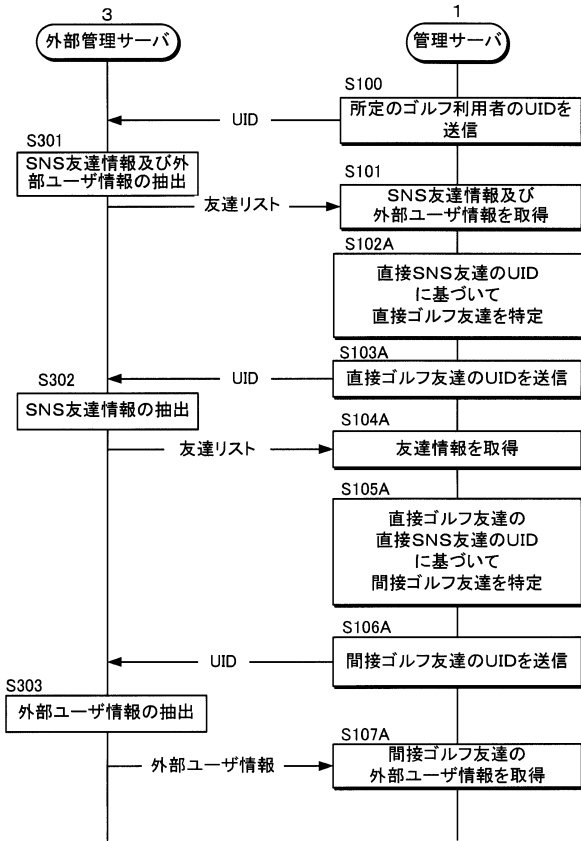 3
外部管理サーバ
1
管理サーバ
S100
所定のゴルフ利用者のUIDを
送信
UID
S301
SNS友達情報及び外
部ユーザ情報の抽出
友達リスト
S101
SNS友達情報及び
外部ユーザ情報を取得
S102A
直接SNS友達のUID
に基づいて
直接ゴルフ友達を特定
S103A
直接ゴルフ友達のUIDを送信
UID
S302
SNS友達情報の抽出
友達リスト
S104A
友達情報を取得
S105A
直接ゴルフ友達の
直接SNS友達のUID
に基づいて
間接ゴルフ友達を特定
S106A
間接ゴルフ友達のUIDを送信
UID
S303
外部ユーザ情報の抽出
外部ユーザ情報
S107A
間接ゴルフ友達の
外部ユーザ情報を取得